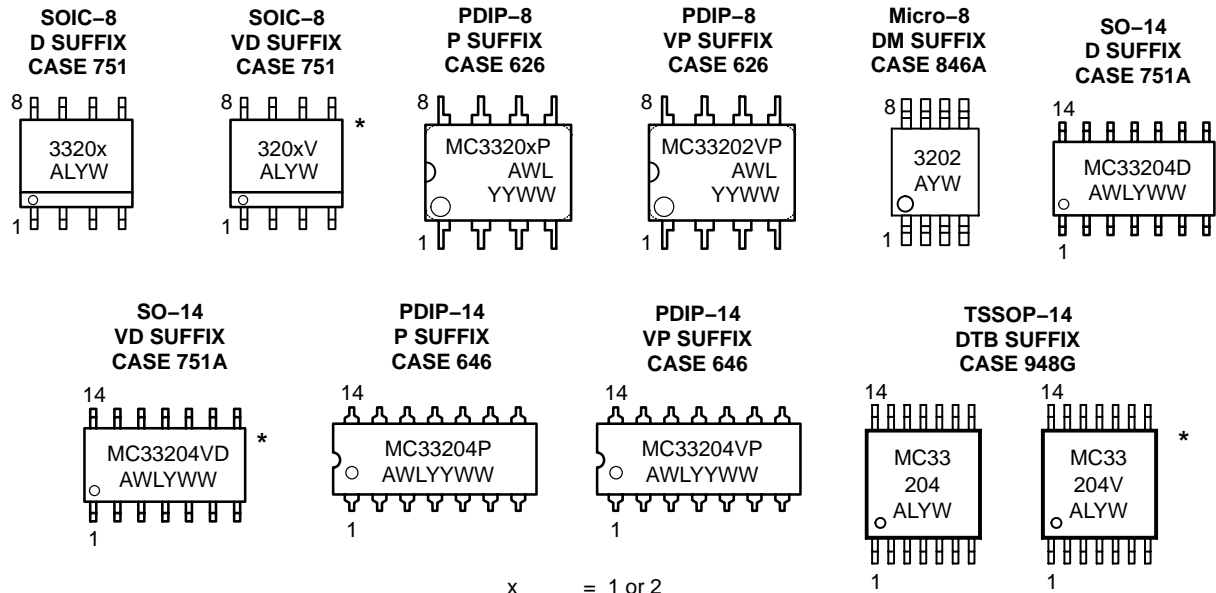 SOIC−8
D SUFFIX
CASE 751
8
3320x
ALYW
1
SOIC−8
VD SUFFIX
CASE 751
8
*
320xV
ALYW
1
PDIP−8
P SUFFIX
CASE 626
8
MC3320xP
AWL
YYWW
1
PDIP−8
VP SUFFIX
CASE 626
8
MC33202VP
AWL
YYWW
1
Micro−8
DM SUFFIX
CASE 846A
8
3202
AYW
1
SO−14
D SUFFIX
CASE 751A
14
MC33204D
AWLYWW
1
SO−14
VD SUFFIX
CASE 751A
14
*
MC33204VD
AWLYWW
1
PDIP−14
P SUFFIX
CASE 646
14
MC33204P
AWLYYWW
1
PDIP−14
VP SUFFIX
CASE 646
14
MC33204VP
AWLYYWW
1
TSSOP−14
DTB SUFFIX
CASE 948G
14
MC33
204
ALYW
1
14
*
MC33
204V
ALYW
1
x = 1 or 2